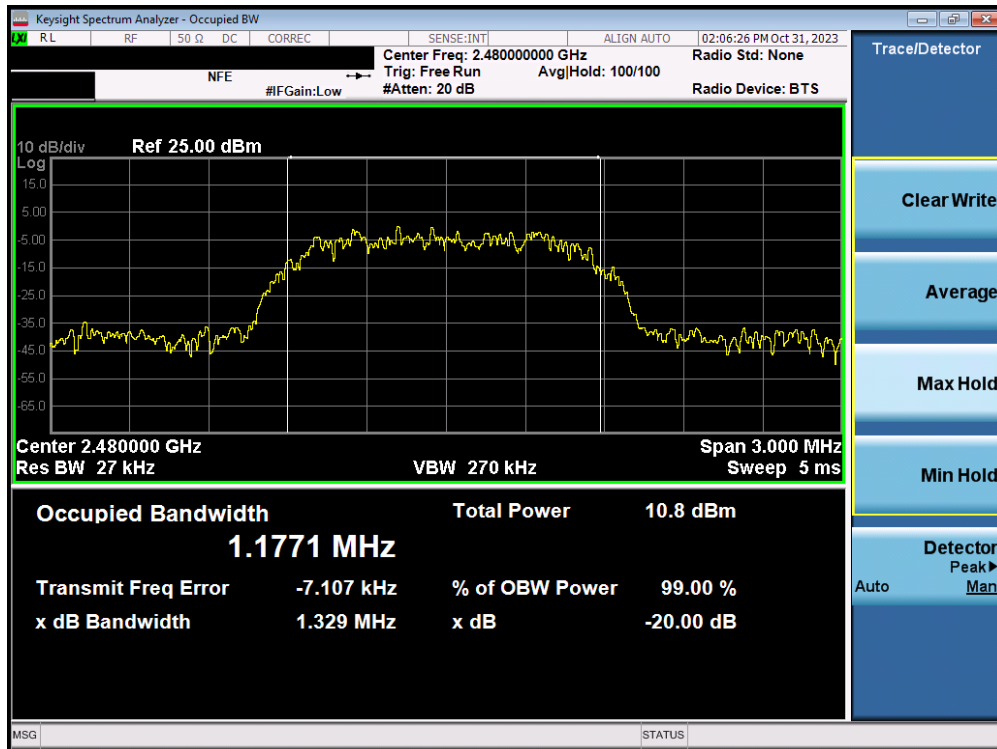 Keysight Spectrum Analyzer - Occupied BW
LXI RL RF 50 Ω DC CORREC SENSE:INT ALIGN AUTO 02:06:26 PM Oct 31, 2023
Center Freq: 2.480000000 GHz Radio Std: None
NFE Trig: Free Run Avg|Hold: 100/100
#IFGain:Low #Atten: 20 dB Radio Device: BTS
10 dB/div Ref 25.00 dBm
Log
15.0
5.00
-5.00
-15.0
-25.0
-35.0
-45.0
-55.0
-65.0
Center 2.480000 GHz Span 3.000 MHz
Res BW 27 kHz VBW 270 kHz Sweep 5 ms
Occupied Bandwidth Total Power 10.8 dBm
1.1771 MHz
Transmit Freq Error -7.107 kHz % of OBW Power 99.00 %
x dB Bandwidth 1.329 MHz x dB -20.00 dB
MSG STATUS
Trace/Detector
Clear Write
Average
Max Hold
Min Hold
Detector
Peak▶
Auto Man